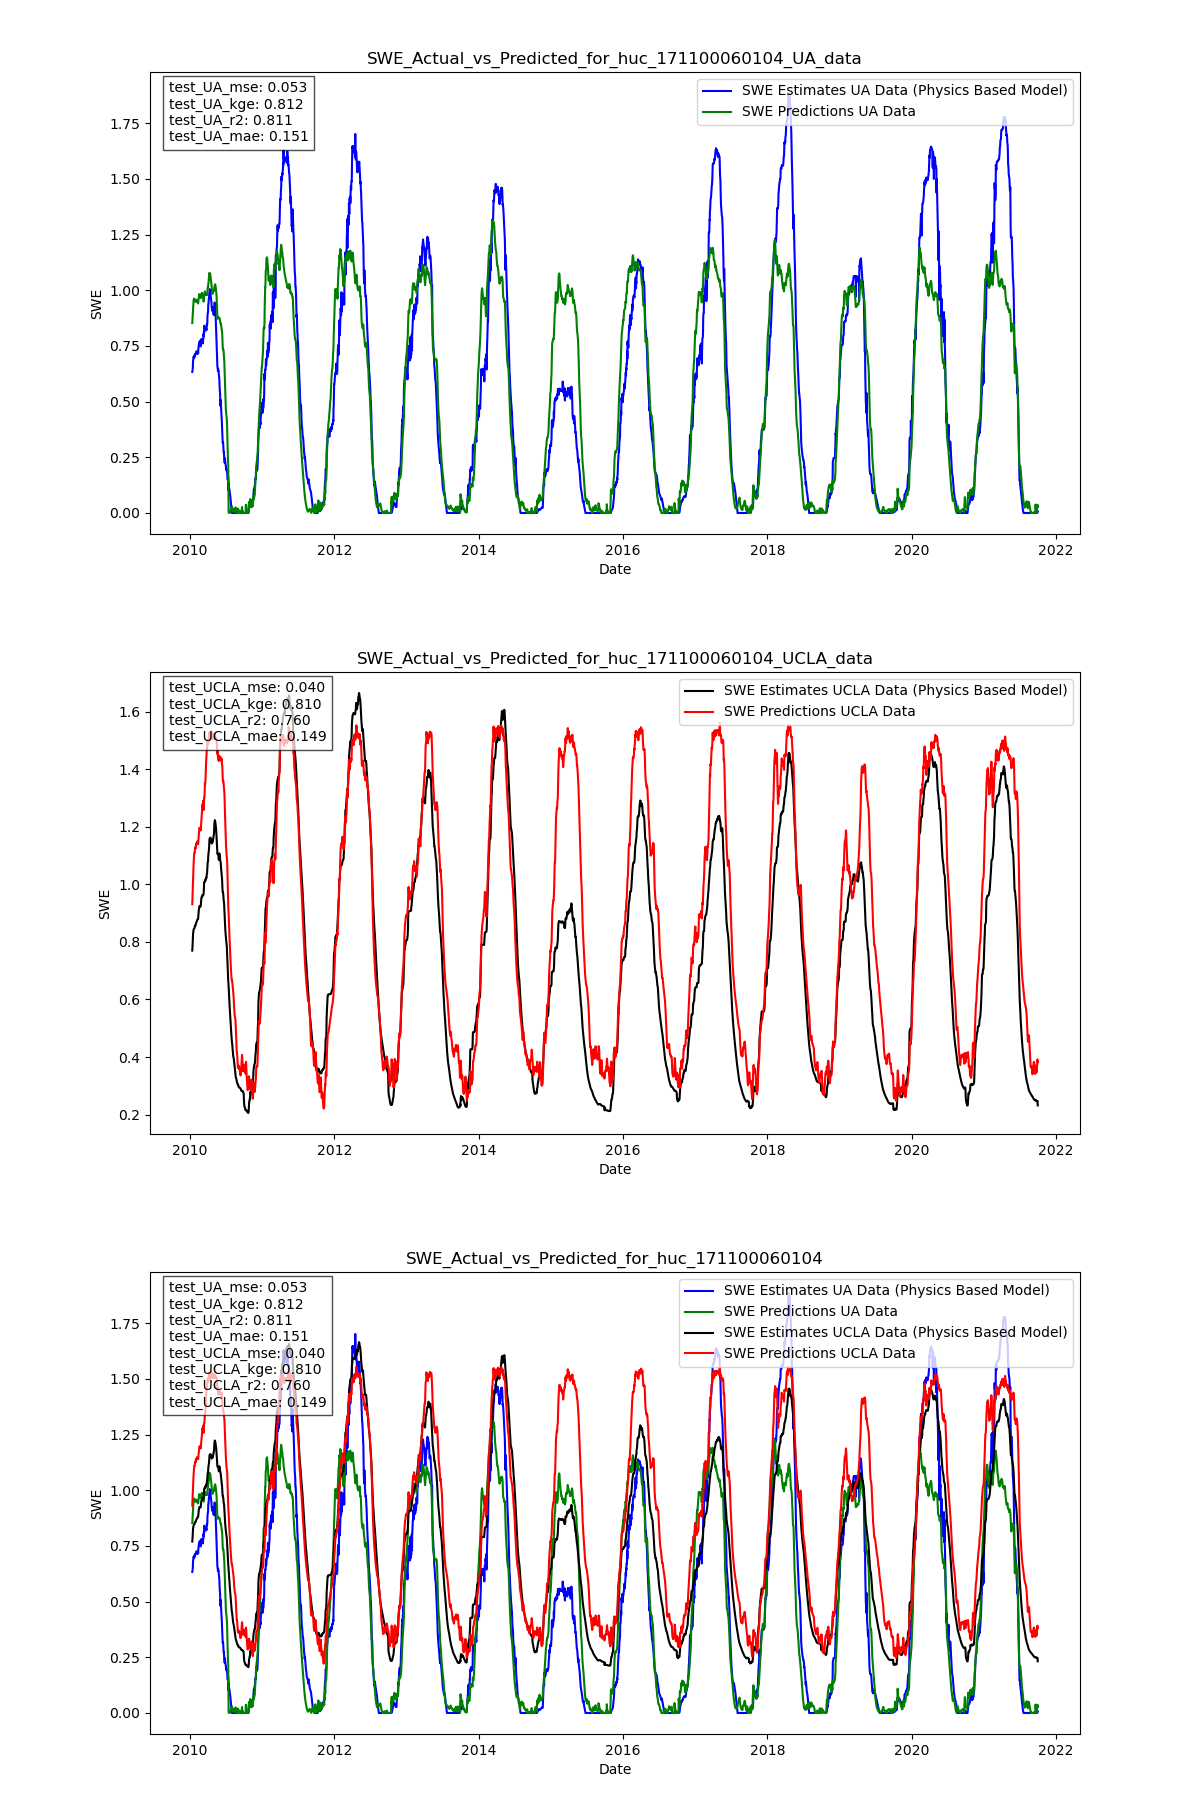 SWE_Actual_vs_Predicted_for_huc_171100060104_UA_data
test_UA_mse: 0.053
test_UA_kge: 0.812
test_UA_r2: 0.811
test_UA_mae: 0.151
SWE Estimates UA Data (Physics Based Model)
SWE Predictions UA Data
1.75
1.50
1.25
1.00
0.75
0.50
0.25
0.00
SWE
2010
2012
2014
2016
2018
2020
2022
Date
SWE_Actual_vs_Predicted_for_huc_171100060104_UCLA_data
test_UCLA_mse: 0.040
test_UCLA_kge: 0.810
test_UCLA_r2: 0.760
test_UCLA_mae: 0.149
SWE Estimates UCLA Data (Physics Based Model)
SWE Predictions UCLA Data
1.6
1.4
1.2
1.0
0.8
0.6
0.4
0.2
SWE
2010
2012
2014
2016
2018
2020
2022
Date
SWE_Actual_vs_Predicted_for_huc_171100060104
test_UA_mse: 0.053
test_UA_kge: 0.812
test_UA_r2: 0.811
test_UA_mae: 0.151
test_UCLA_mse: 0.040
test_UCLA_kge: 0.810
test_UCLA_r2: 0.760
test_UCLA_mae: 0.149
SWE Estimates UA Data (Physics Based Model)
SWE Predictions UA Data
SWE Estimates UCLA Data (Physics Based Model)
SWE Predictions UCLA Data
1.75
1.50
1.25
1.00
0.75
0.50
0.25
0.00
SWE
2010
2012
2014
2016
2018
2020
2022
Date